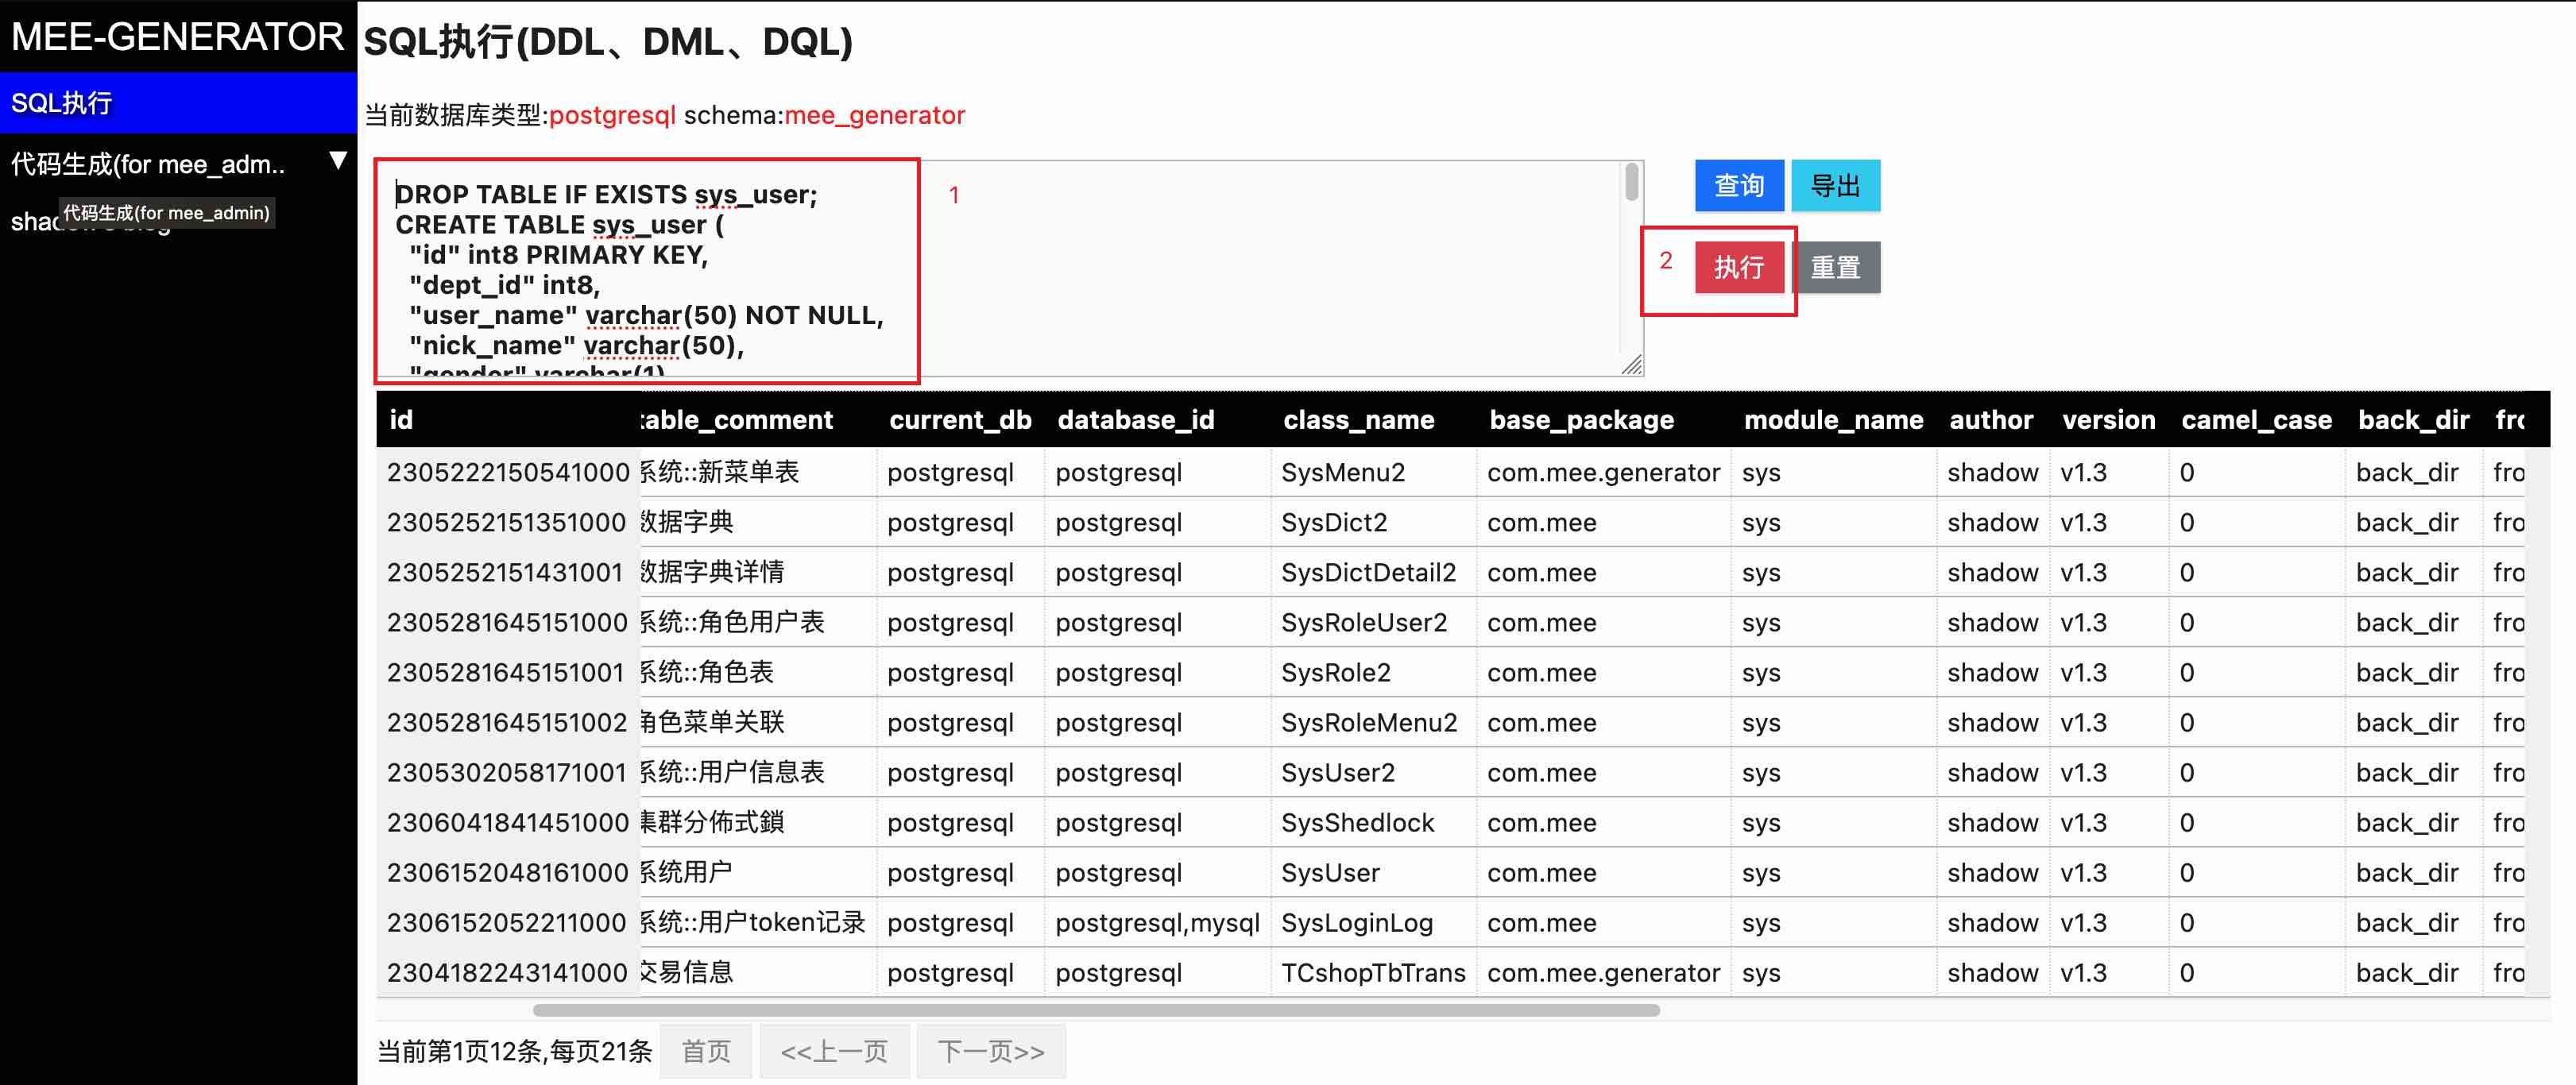 MEE-GENERATOR
SQL执行
代码生成(for mee_adm..
▼
代码生成(for mee_admin)
SQL执行(DDL、DML、DQL)
当前数据库类型:postgresql schema:mee_generator
DROP TABLE IF EXISTS sys_user;
CREATE TABLE sys_user (
"id" int8 PRIMARY KEY,
"dept_id" int8,
"user_name" varchar(50) NOT NULL,
"nick_name" varchar(50),
"gender" varchar(1)
1
查询 导出
2 执行 重置
id table_comment current_db database_id class_name base_package module_name author version camel_case back_dir fro
2305222150541000 系统::新菜单表 postgresql postgresql SysMenu2 com.mee.generator sys shadow v1.3 0 back_dir fro
2305252151351000 数据字典 postgresql postgresql SysDict2 com.mee sys shadow v1.3 0 back_dir fro
2305252151431001 数据字典详情 postgresql postgresql SysDictDetail2 com.mee sys shadow v1.3 0 back_dir fro
2305281645151000 系统::角色用户表 postgresql postgresql SysRoleUser2 com.mee sys shadow v1.3 0 back_dir fro
2305281645151001 系统::角色表 postgresql postgresql SysRole2 com.mee sys shadow v1.3 0 back_dir fro
2305281645151002 角色菜单关联 postgresql postgresql SysRoleMenu2 com.mee sys shadow v1.3 0 back_dir fro
2305302058171001 系统::用户信息表 postgresql postgresql SysUser2 com.mee sys shadow v1.3 0 back_dir fro
2306041841451000 集群分佈式鎖 postgresql postgresql SysShedlock com.mee sys shadow v1.3 0 back_dir fro
2306152048161000 系统用户 postgresql postgresql SysUser com.mee sys shadow v1.3 0 back_dir fro
2306152052211000 系统::用户token记录 postgresql postgresql,mysql SysLoginLog com.mee sys shadow v1.3 0 back_dir fro
2304182243141000 交易信息 postgresql postgresql TCshopTbTrans com.mee.generator sys shadow v1.3 0 back_dir fro
当前第1页12条,每页21条 首页 <<上一页 下一页>>